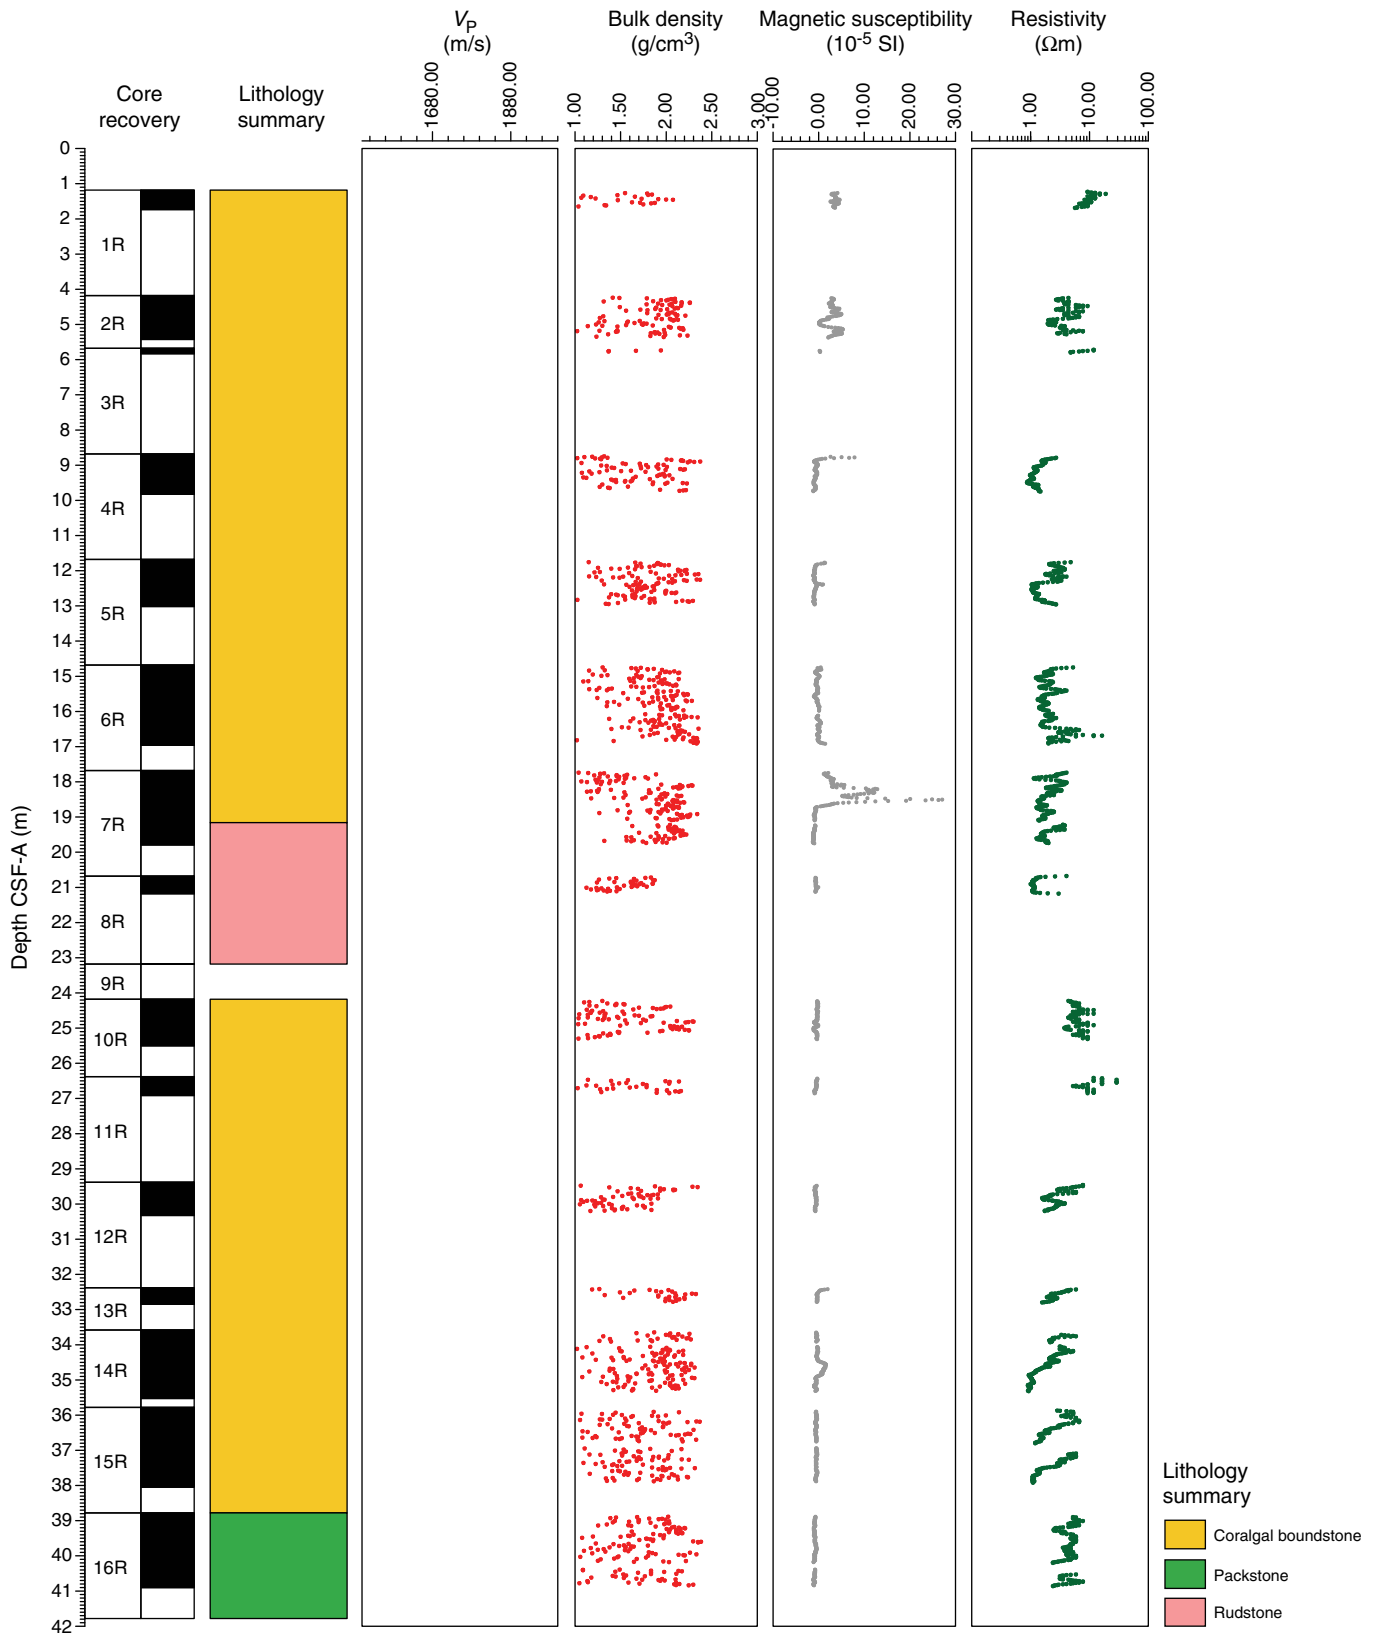 V_P
(m/s)
Bulk density
(g/cm³)
Magnetic susceptibility
(10⁻⁵ SI)
Resistivity
(Ωm)
Core
recovery
Lithology
summary
1680.00
1880.00
1.00
1.50
2.00
2.50
3.00
-10.00
0.00
10.00
20.00
30.00
1.00
10.00
100.00
Depth CSF-A (m)
0
1
2
3
4
5
6
7
8
9
10
11
12
13
14
15
16
17
18
19
20
21
22
23
24
25
26
27
28
29
30
31
32
33
34
35
36
37
38
39
40
41
42
1R
2R
3R
4R
5R
6R
7R
8R
9R
10R
11R
12R
13R
14R
15R
16R
Lithology
summary
Coralgal boundstone
Packstone
Rudstone